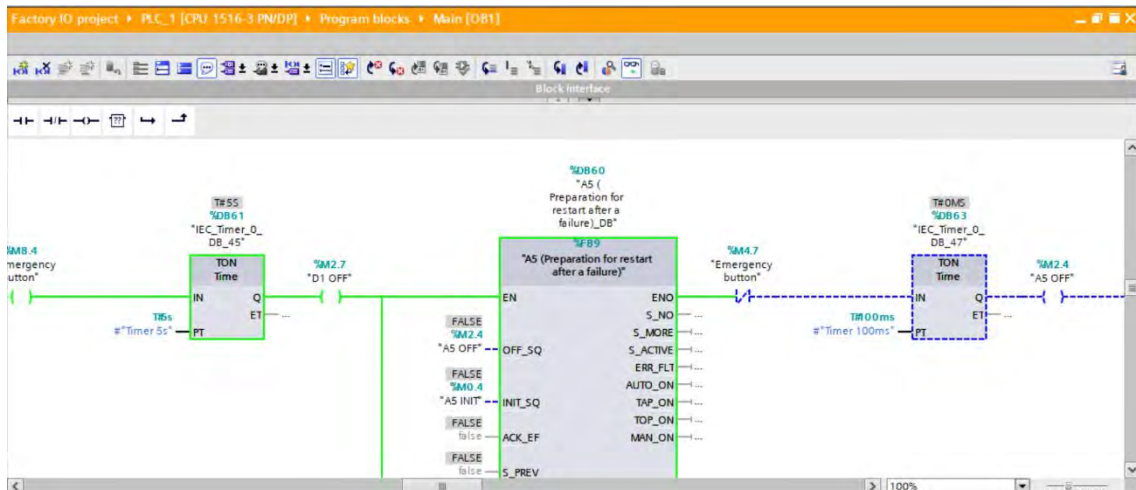 Factory IO project ▸ PLC_1 [CPU 1516-3 PN/DP] ▸ Program blocks ▸ Main [OB1]
Block interface
%M8.4
mergency
utton"
T#5S
%DB61
"IEC_Timer_0_
DB_45"
TON
Time
IN
Q
ET
...
T#5s
#"Timer 5s"
PT
%M2.7
"D1 OFF"
%DB60
"A5 (
Preparation for
restart after a
failure)_DB"
%FB9
"A5 (Preparation for restart
after a failure)"
EN
ENO
S_NO
...
S_MORE
...
S_ACTIVE
...
ERR_FLT
...
AUTO_ON
...
TAP_ON
...
TOP_ON
...
MAN_ON
...
FALSE
%M2.4
"A5 OFF"
OFF_SQ
FALSE
%M0.4
"A5 INIT"
INIT_SQ
FALSE
false
ACK_EF
FALSE
false
S_PREV
%M4.7
"Emergency
button"
T#0MS
%DB63
"IEC_Timer_0_
DB_47"
TON
Time
IN
Q
ET
...
T#100ms
#"Timer 100ms"
PT
%M2.4
"A5 OFF"
100%